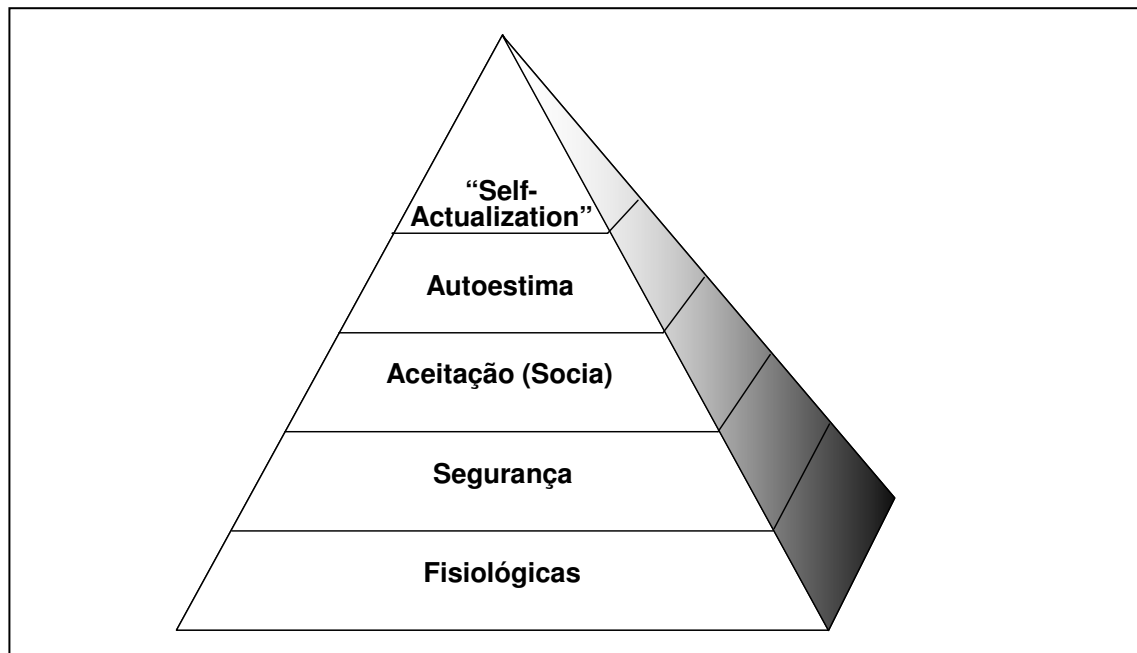 “Self-
Actualization”
Autoestima
Aceitação (Socia)
Segurança
Fisiológicas